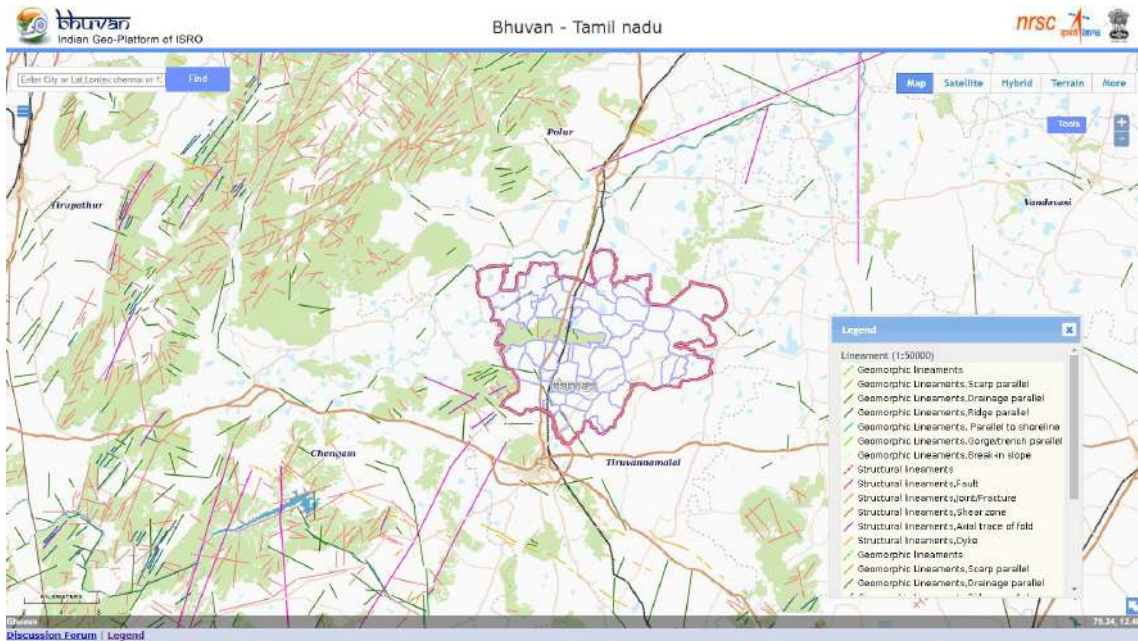 bhuvan
Indian Geo-Platform of ISRO
Bhuvan - Tamil nadu
nrsc
Find
Map Satellite Hybrid Terrain More
Tools
Polur
Tirupathur
Vandavasi
Chengam
Tiruvannamalai
Legend
Lineament (1:50000)
Geomorphic lineaments
Geomorphic Lineaments,Scarp parallel
Geomorphic Lineaments,Drainage parallel
Geomorphic Lineaments,Ridge parallel
Geomorphic Lineaments, Parallel to shoreline
Geomorphic Lineaments,Gorge/trench parallel
Geomorphic Lineaments,Break-in slope
Structural lineaments
Structural lineaments,Fault
Structural lineaments,Joint/Fracture
Structural lineaments,Shear zone
Structural lineaments,Axial trace of fold
Structural lineaments,Dyke
Geomorphic lineaments
Geomorphic Lineaments,Scarp parallel
Geomorphic Lineaments,Drainage parallel
KILOMETERS
Bhuvan
Discussion Forum | Legend